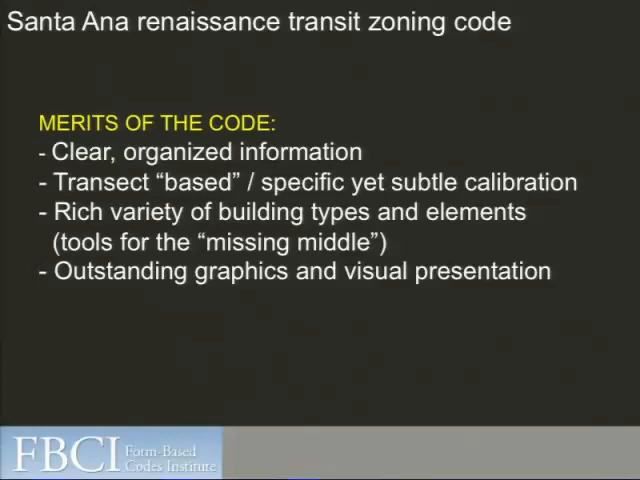 Santa Ana renaissance transit zoning code
MERITS OF THE CODE:
- Clear, organized information
- Transect “based” / specific yet subtle calibration
- Rich variety of building types and elements
(tools for the “missing middle”)
- Outstanding graphics and visual presentation
FBCI Form-Based
Codes Institute